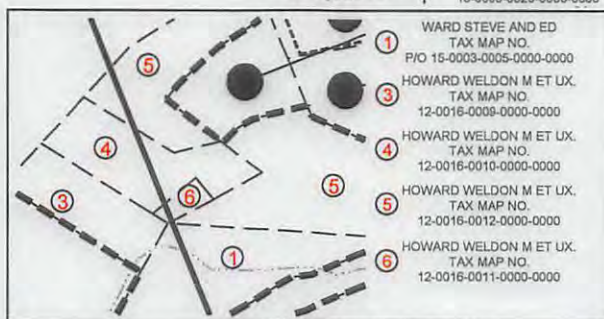 5
4
6
3
5
1
1
WARD STEVE AND ED
TAX MAP NO.
P/O 15-0003-0005-0000-0000
3
HOWARD WELDON M ET UX.
TAX MAP NO.
12-0016-0009-0000-0000
4
HOWARD WELDON M ET UX.
TAX MAP NO.
12-0016-0010-0000-0000
5
HOWARD WELDON M ET UX.
TAX MAP NO.
12-0016-0012-0000-0000
6
HOWARD WELDON M ET UX.
TAX MAP NO.
12-0016-0011-0000-0000